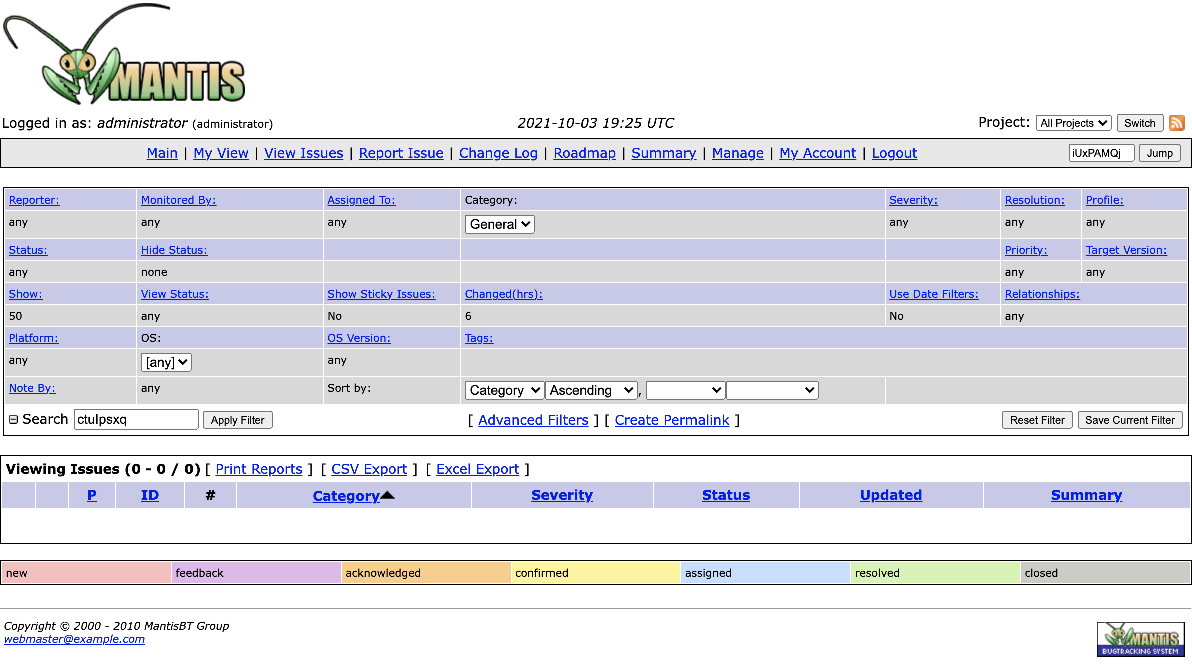 MANTIS
Logged in as: administrator (administrator) 2021-10-03 19:25 UTC Project: All Projects Switch
Main | My View | View Issues | Report Issue | Change Log | Roadmap | Summary | Manage | My Account | Logout iUxPAMQj Jump
Reporter: Monitored By: Assigned To: Category: Severity: Resolution: Profile:
any any any General any any any
Status: Hide Status: Priority: Target Version:
any none any any
Show: View Status: Show Sticky Issues: Changed(hrs): Use Date Filters: Relationships:
50 any No 6 No any
Platform: OS: OS Version: Tags:
any [any] any
Note By: any Sort by: Category Ascending ,
Search ctulpsxq Apply Filter [ Advanced Filters ] [ Create Permalink ] Reset Filter Save Current Filter
Viewing Issues (0 - 0 / 0) [ Print Reports ] [ CSV Export ] [ Excel Export ]
P ID # Category Severity Status Updated Summary
new feedback acknowledged confirmed assigned resolved closed
Copyright © 2000 - 2010 MantisBT Group
webmaster@example.com
MANTIS
BUGTRACKING SYSTEM